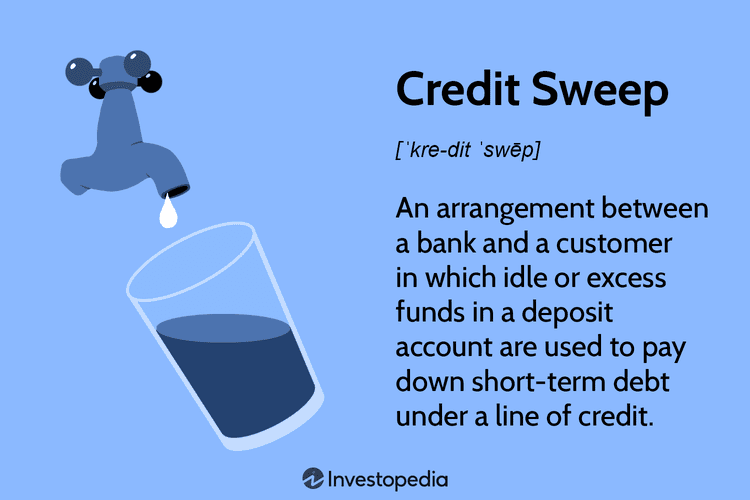 Credit Sweep
[ˈkre-dit ˈswēp]
An arrangement between
a bank and a customer
in which idle or excess
funds in a deposit
account are used to pay
down short-term debt
under a line of credit.
Investopedia